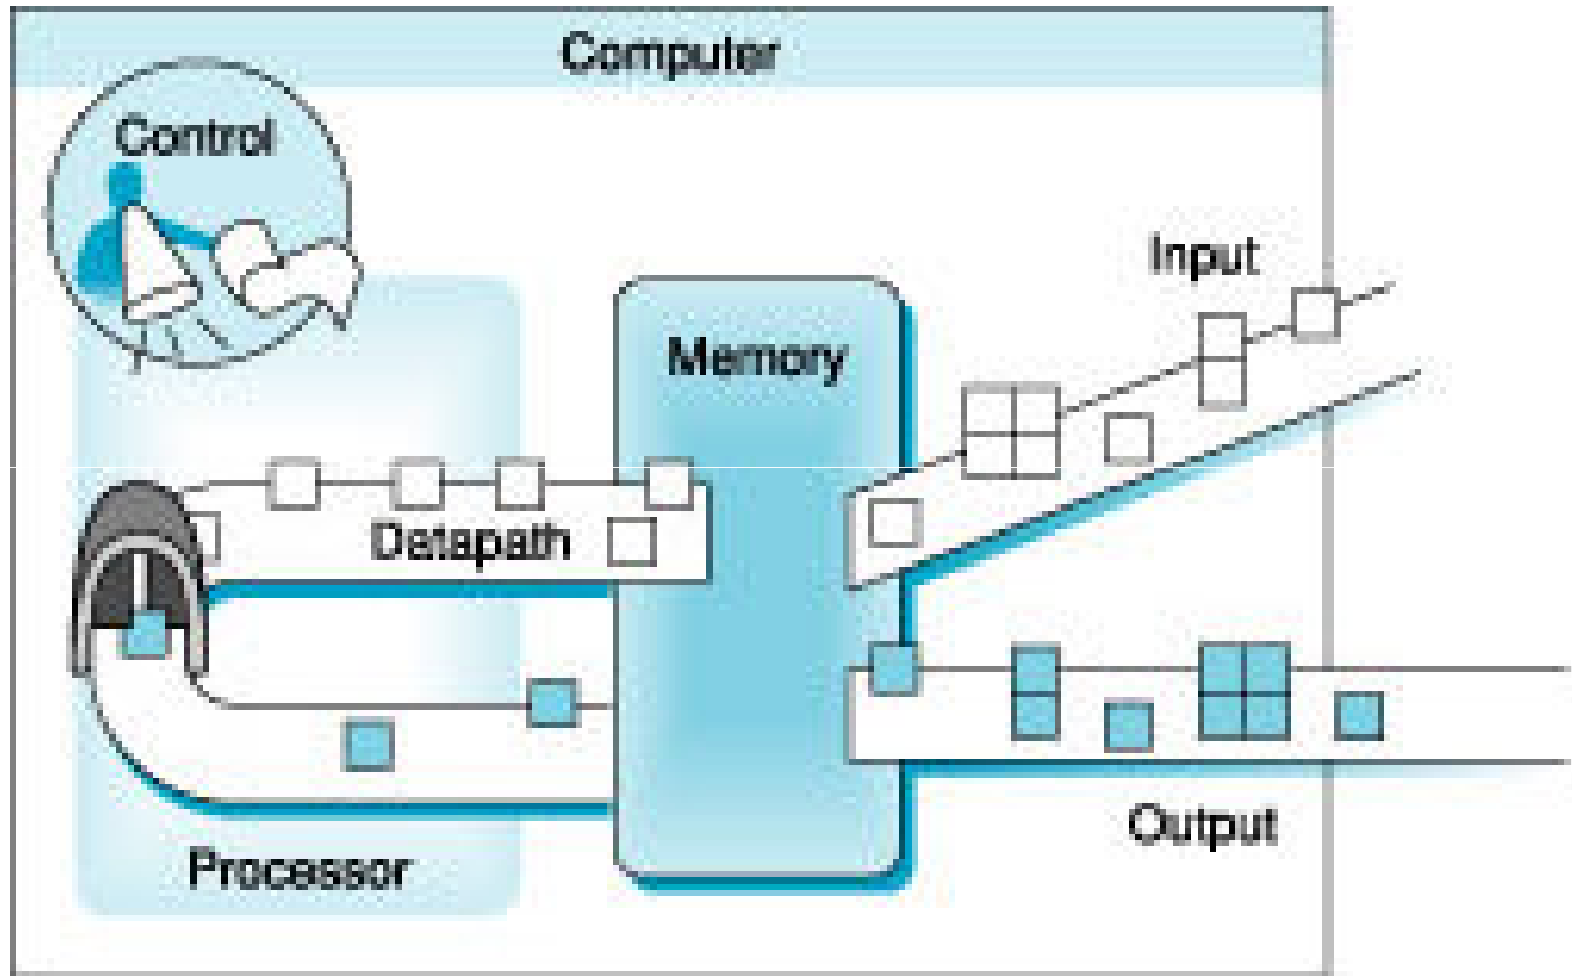 Computer
Control
Input
Memory
Datapath
Output
Processor